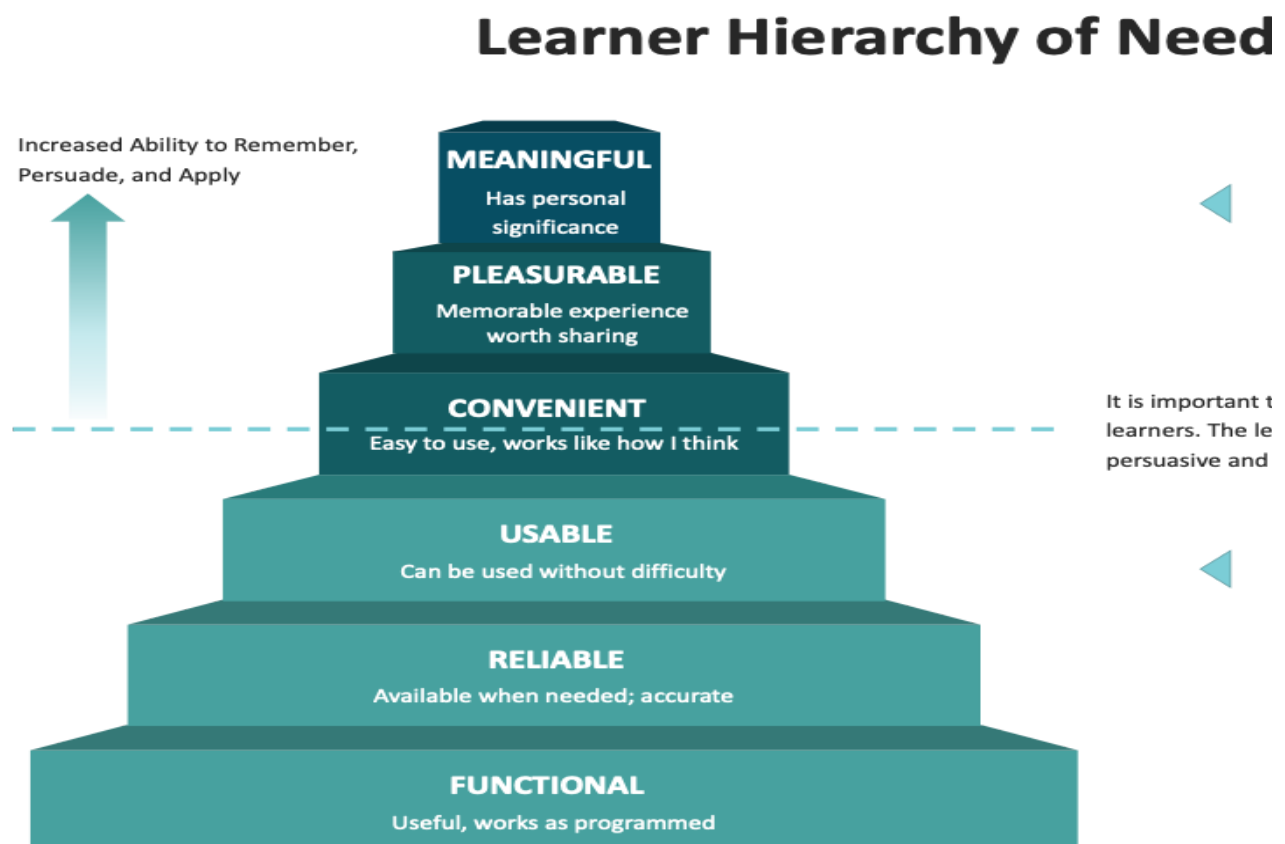 Learner Hierarchy of Need
Increased Ability to Remember,
Persuade, and Apply
MEANINGFUL
Has personal
significance
PLEASURABLE
Memorable experience
worth sharing
CONVENIENT
Easy to use, works like how I think
It is important t
learners. The le
persuasive and
USABLE
Can be used without difficulty
RELIABLE
Available when needed; accurate
FUNCTIONAL
Useful, works as programmed